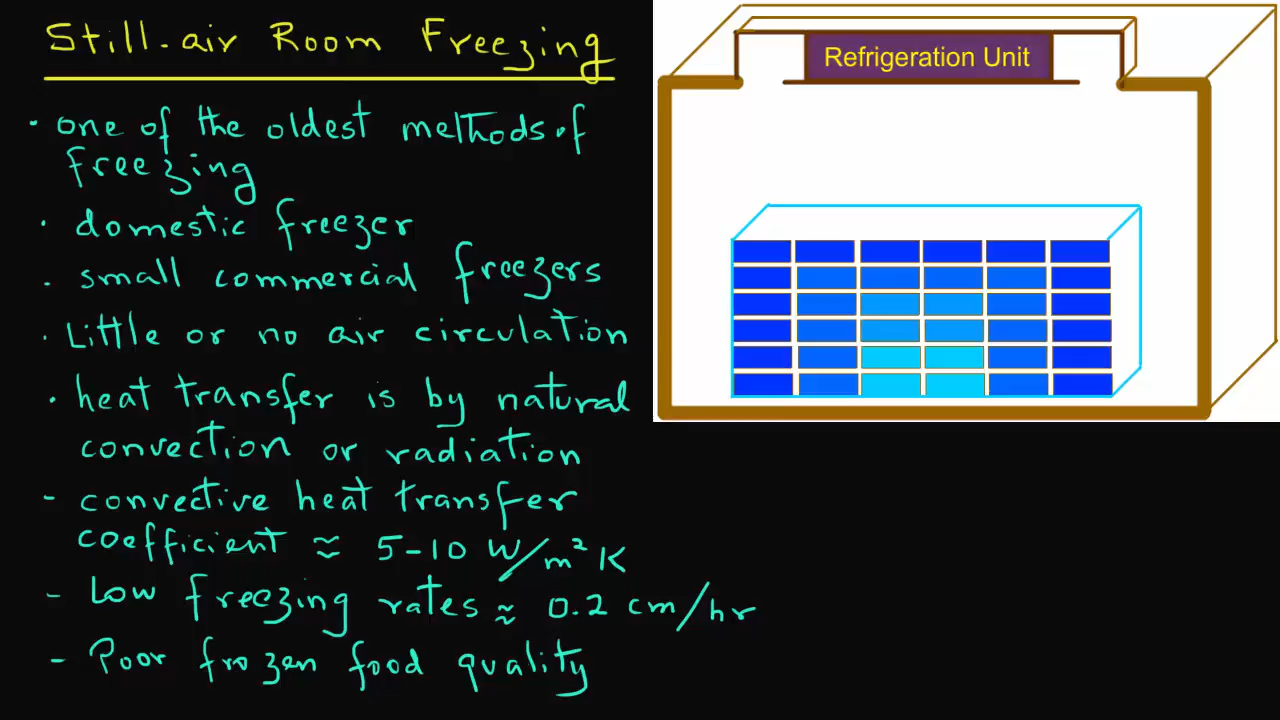 Still-air Room Freezing
• one of the oldest methods of
freezing
• domestic freezer
• small commercial freezers
• Little or no air circulation
• heat transfer is by natural
convection or radiation
- convective heat transfer
coefficient ≈ 5-10 W/m² K
- Low freezing rates ≈ 0.2 cm/hr
- Poor frozen food quality
Refrigeration Unit